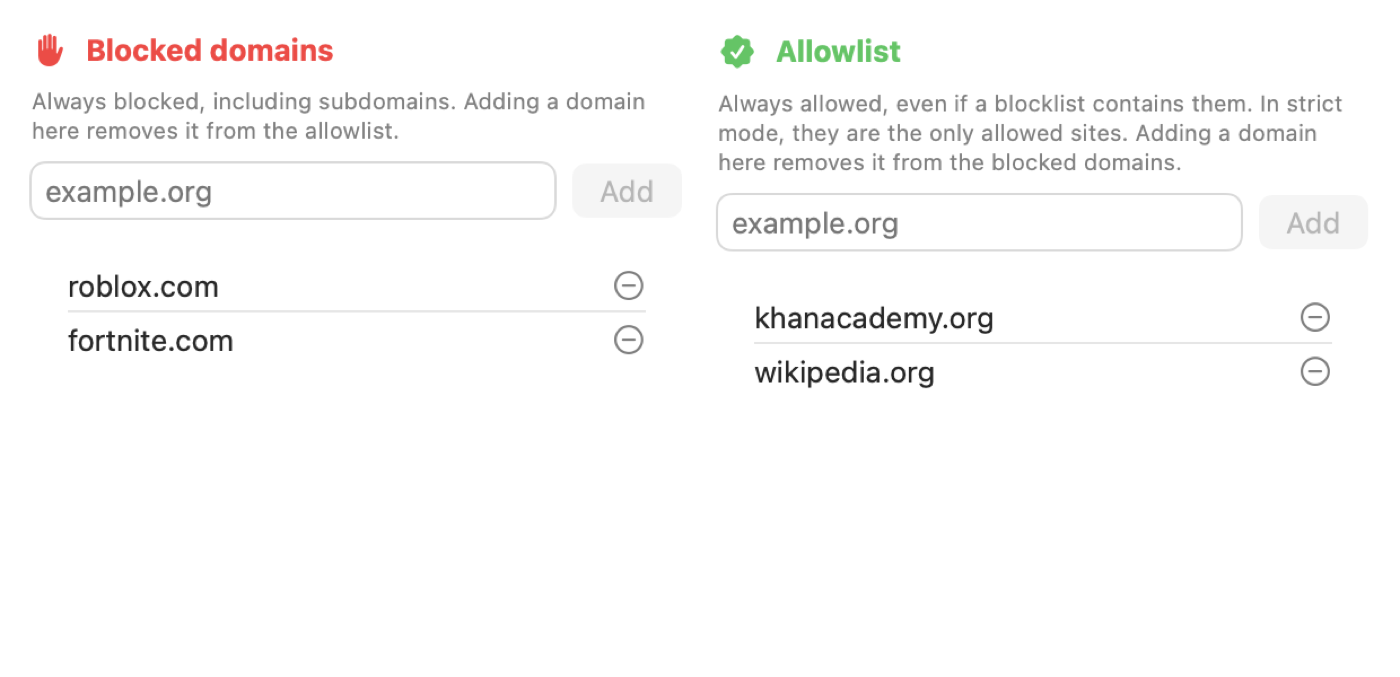 Blocked domains
Always blocked, including subdomains. Adding a domain
here removes it from the allowlist.
example.org
Add
roblox.com
fortnite.com
Allowlist
Always allowed, even if a blocklist contains them. In strict
mode, they are the only allowed sites. Adding a domain
here removes it from the blocked domains.
example.org
Add
khanacademy.org
wikipedia.org